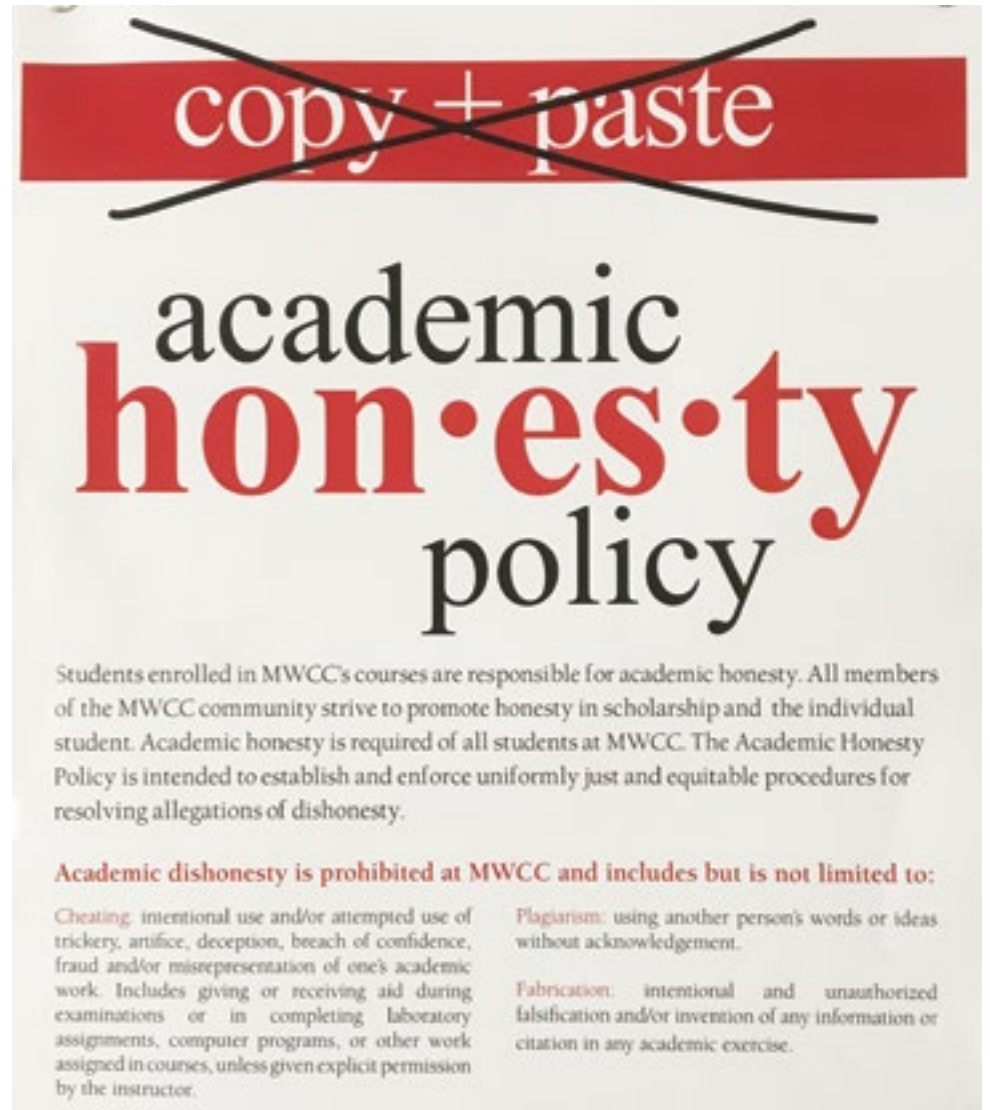 copy + paste
academic
hon•es•ty
policy
Students enrolled in MWCC's courses are responsible for academic honesty. All members
of the MWCC community strive to promote honesty in scholarship and the individual
student. Academic honesty is required of all students at MWCC. The Academic Honesty
Policy is intended to establish and enforce uniformly just and equitable procedures for
resolving allegations of dishonesty.
Academic dishonesty is prohibited at MWCC and includes but is not limited to:
Cheating: intentional use and/or attempted use of
trickery, artifice, deception, breach of confidence,
fraud and/or misrepresentation of one's academic
work. Includes giving or receiving aid during
examinations or in completing laboratory
assignments, computer programs, or other work
assigned in courses, unless given explicit permission
by the instructor.
Plagiarism: using another person's words or ideas
without acknowledgement.
Fabrication: intentional and unauthorized
falsification and/or invention of any information or
citation in any academic exercise.